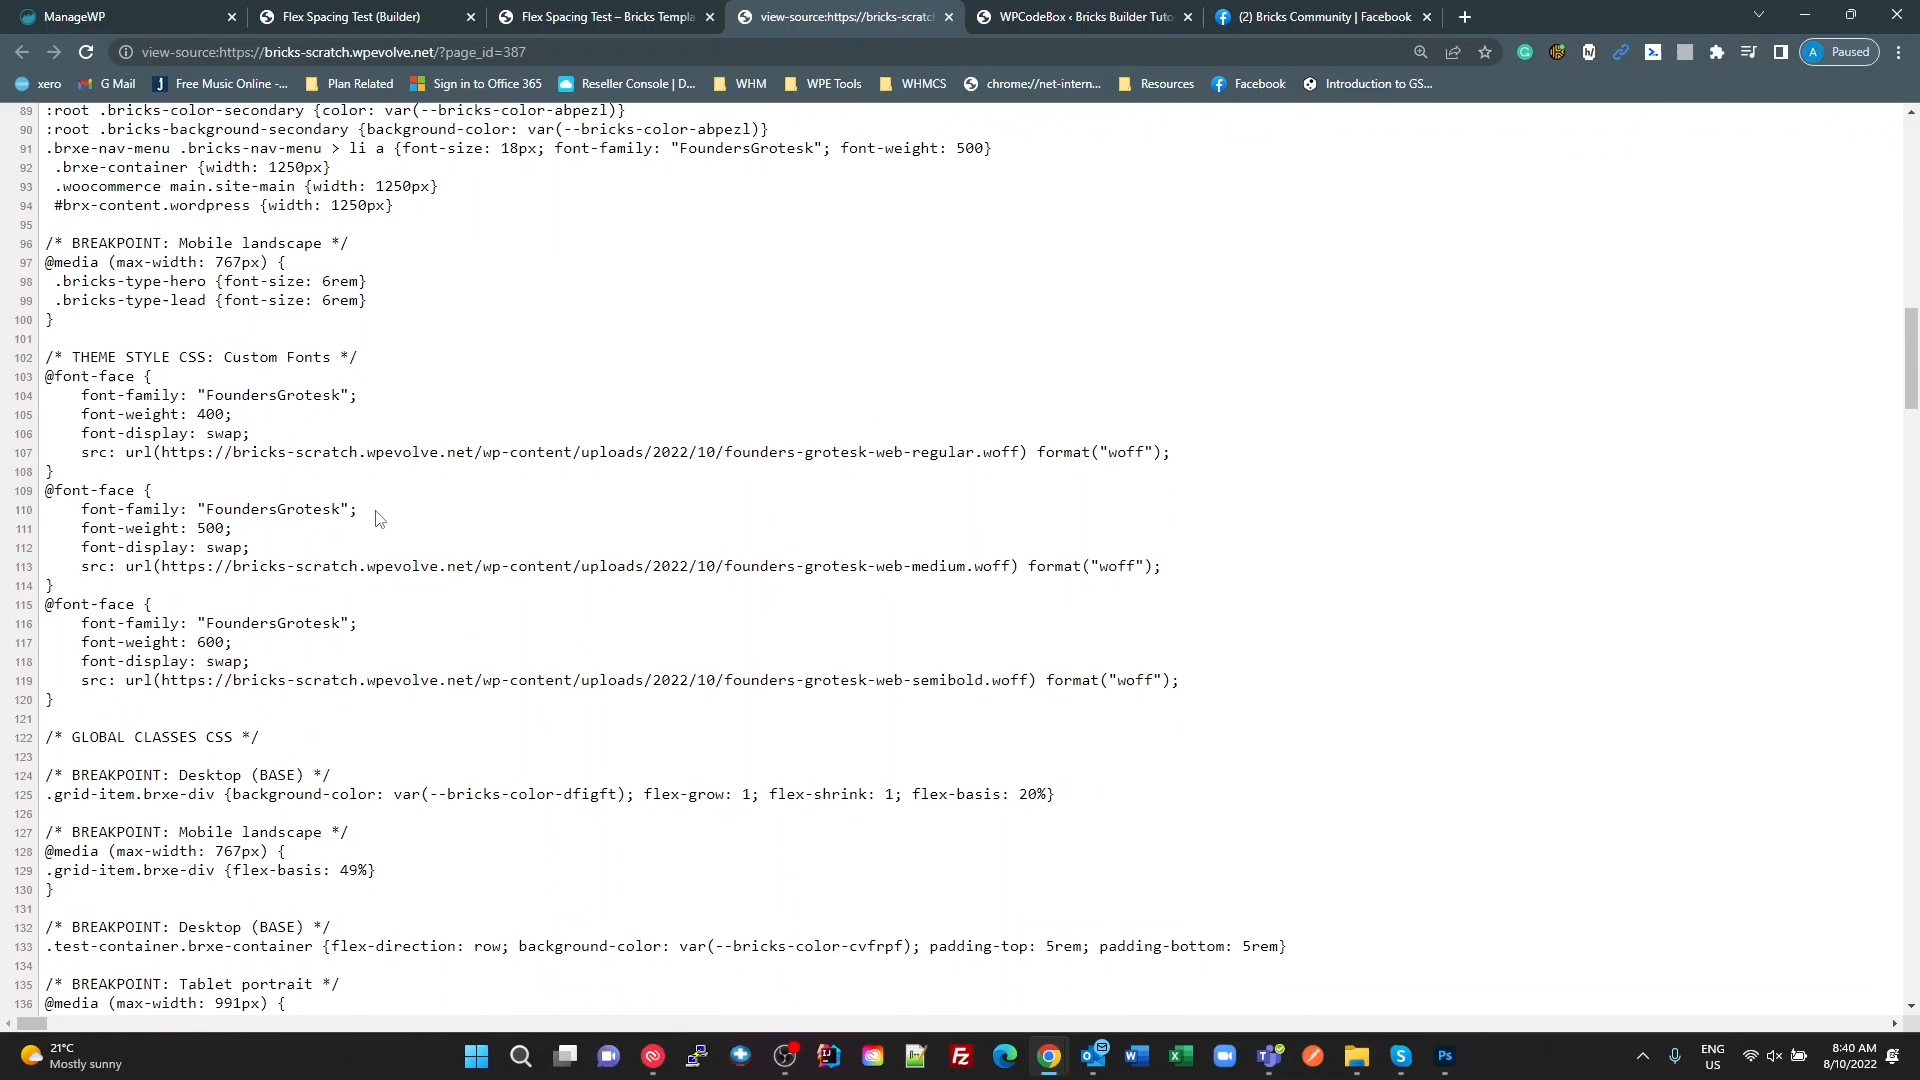 ManageWP
Flex Spacing Test (Builder)
Flex Spacing Test – Bricks Templa
view-source:https://bricks-scratc
WPCodeBox ‹ Bricks Builder Tuto
(2) Bricks Community | Facebook
view-source:https://bricks-scratch.wpevolve.net/?page_id=387
A Paused
xero
G Mail
Free Music Online -...
Plan Related
Sign in to Office 365
Reseller Console | D...
WHM
WPE Tools
WHMCS
chrome://net-intern...
Resources
Facebook
Introduction to GS...
89 :root .bricks-color-secondary {color: var(--bricks-color-abpezl)}
90 :root .bricks-background-secondary {background-color: var(--bricks-color-abpezl)}
91 .brxe-nav-menu .bricks-nav-menu > li a {font-size: 18px; font-family: "FoundersGrotesk"; font-weight: 500}
92 .brxe-container {width: 1250px}
93 .woocommerce main.site-main {width: 1250px}
94 #brx-content.wordpress {width: 1250px}
95
96 /* BREAKPOINT: Mobile landscape */
97 @media (max-width: 767px) {
98 .bricks-type-hero {font-size: 6rem}
99 .bricks-type-lead {font-size: 6rem}
100 }
101
102 /* THEME STYLE CSS: Custom Fonts */
103 @font-face {
104 font-family: "FoundersGrotesk";
105 font-weight: 400;
106 font-display: swap;
107 src: url(https://bricks-scratch.wpevolve.net/wp-content/uploads/2022/10/founders-grotesk-web-regular.woff) format("woff");
108 }
109 @font-face {
110 font-family: "FoundersGrotesk";
111 font-weight: 500;
112 font-display: swap;
113 src: url(https://bricks-scratch.wpevolve.net/wp-content/uploads/2022/10/founders-grotesk-web-medium.woff) format("woff");
114 }
115 @font-face {
116 font-family: "FoundersGrotesk";
117 font-weight: 600;
118 font-display: swap;
119 src: url(https://bricks-scratch.wpevolve.net/wp-content/uploads/2022/10/founders-grotesk-web-semibold.woff) format("woff");
120 }
121
122 /* GLOBAL CLASSES CSS */
123
124 /* BREAKPOINT: Desktop (BASE) */
125 .grid-item.brxe-div {background-color: var(--bricks-color-dfigft); flex-grow: 1; flex-shrink: 1; flex-basis: 20%}
126
127 /* BREAKPOINT: Mobile landscape */
128 @media (max-width: 767px) {
129 .grid-item.brxe-div {flex-basis: 49%}
130 }
131
132 /* BREAKPOINT: Desktop (BASE) */
133 .test-container.brxe-container {flex-direction: row; background-color: var(--bricks-color-cvfrpf); padding-top: 5rem; padding-bottom: 5rem}
134
135 /* BREAKPOINT: Tablet portrait */
136 @media (max-width: 991px) {
21°C
Mostly sunny
ENG
US
8:40 AM
8/10/2022